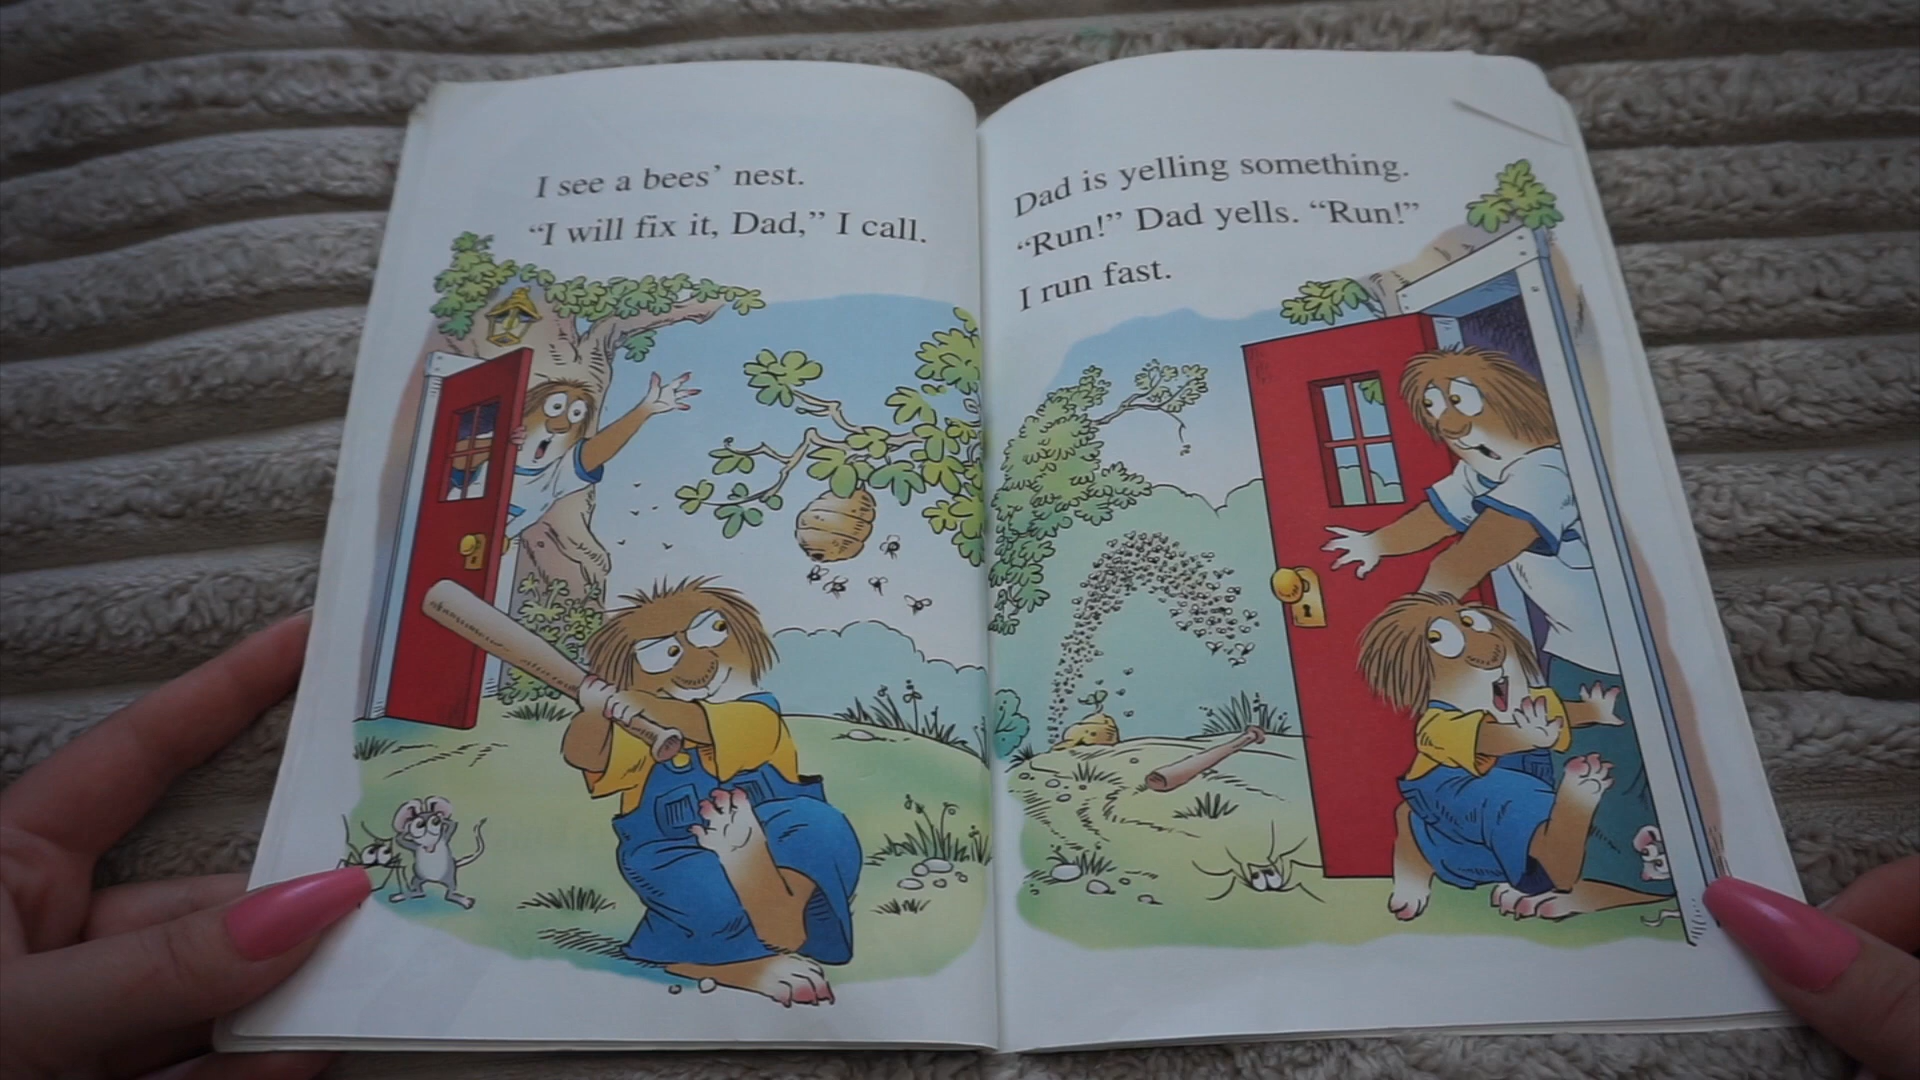 I see a bees’ nest.
“I will fix it, Dad,” I call.
Dad is yelling something.
“Run!” Dad yells. “Run!”
I run fast.